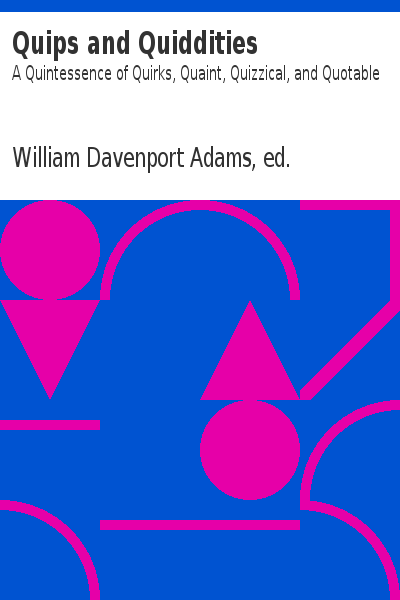 Quips and Quiddities
A Quintessence of Quirks, Quaint, Quizzical, and Quotable
William Davenport Adams, ed.